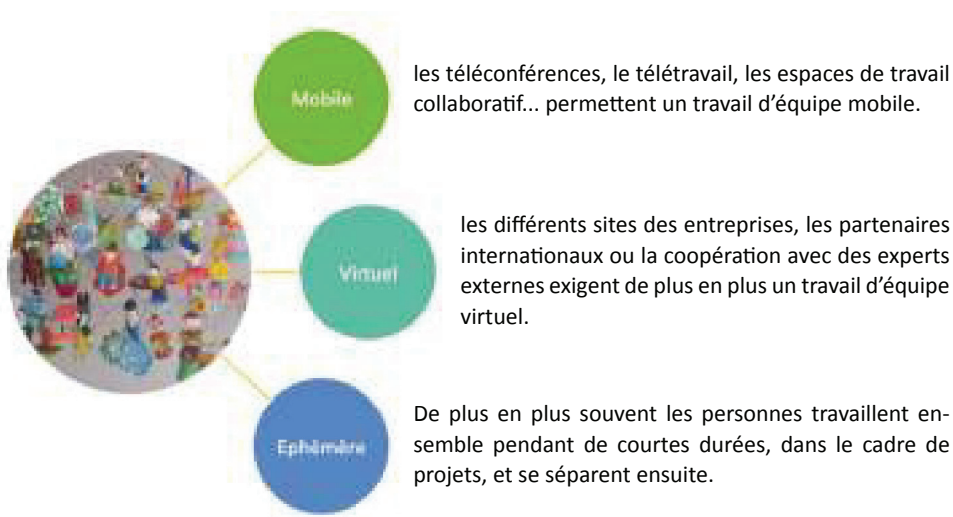 Mobile
les téléconférences, le télétravail, les espaces de travail
collaboratif... permettent un travail d’équipe mobile.
Virtuel
les différents sites des entreprises, les partenaires
internationaux ou la coopération avec des experts
externes exigent de plus en plus un travail d’équipe
virtuel.
Ephémère
De plus en plus souvent les personnes travaillent en-
semble pendant de courtes durées, dans le cadre de
projets, et se séparent ensuite.